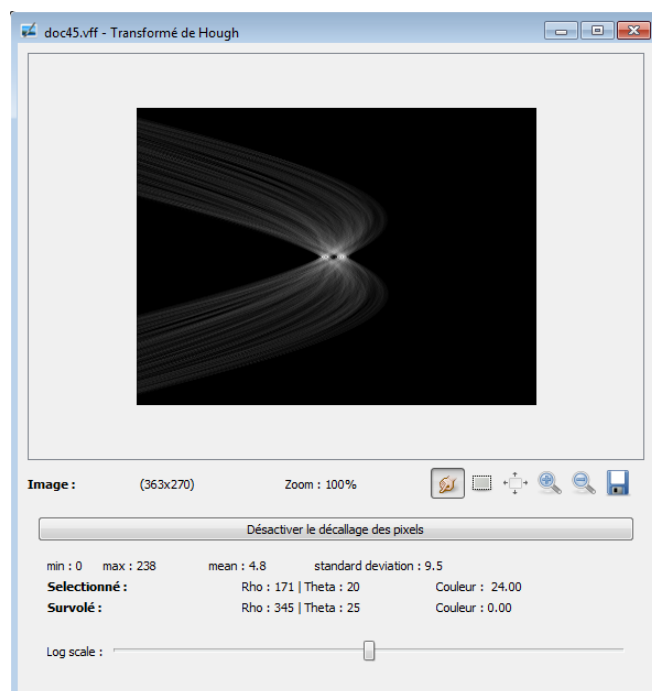 doc45.vff - Transformé de Hough
Image : (363x270) Zoom : 100%
Désactiver le décallage des pixels
min : 0 max : 238 mean : 4.8 standard deviation : 9.5
Selectionné : Rho : 171 | Theta : 20 Couleur : 24.00
Survolé : Rho : 345 | Theta : 25 Couleur : 0.00
Log scale :